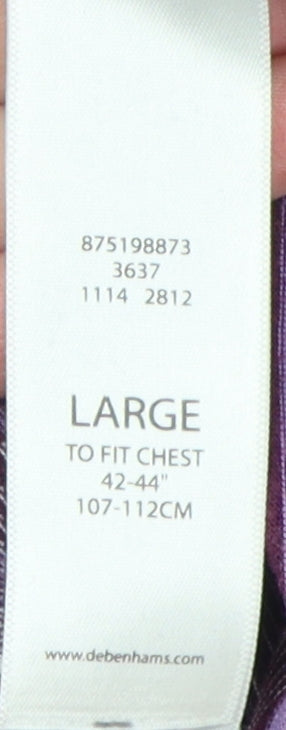 875198873
3637
1114 2812
LARGE
TO FIT CHEST
42-44"
107-112CM
www.debenhams.com